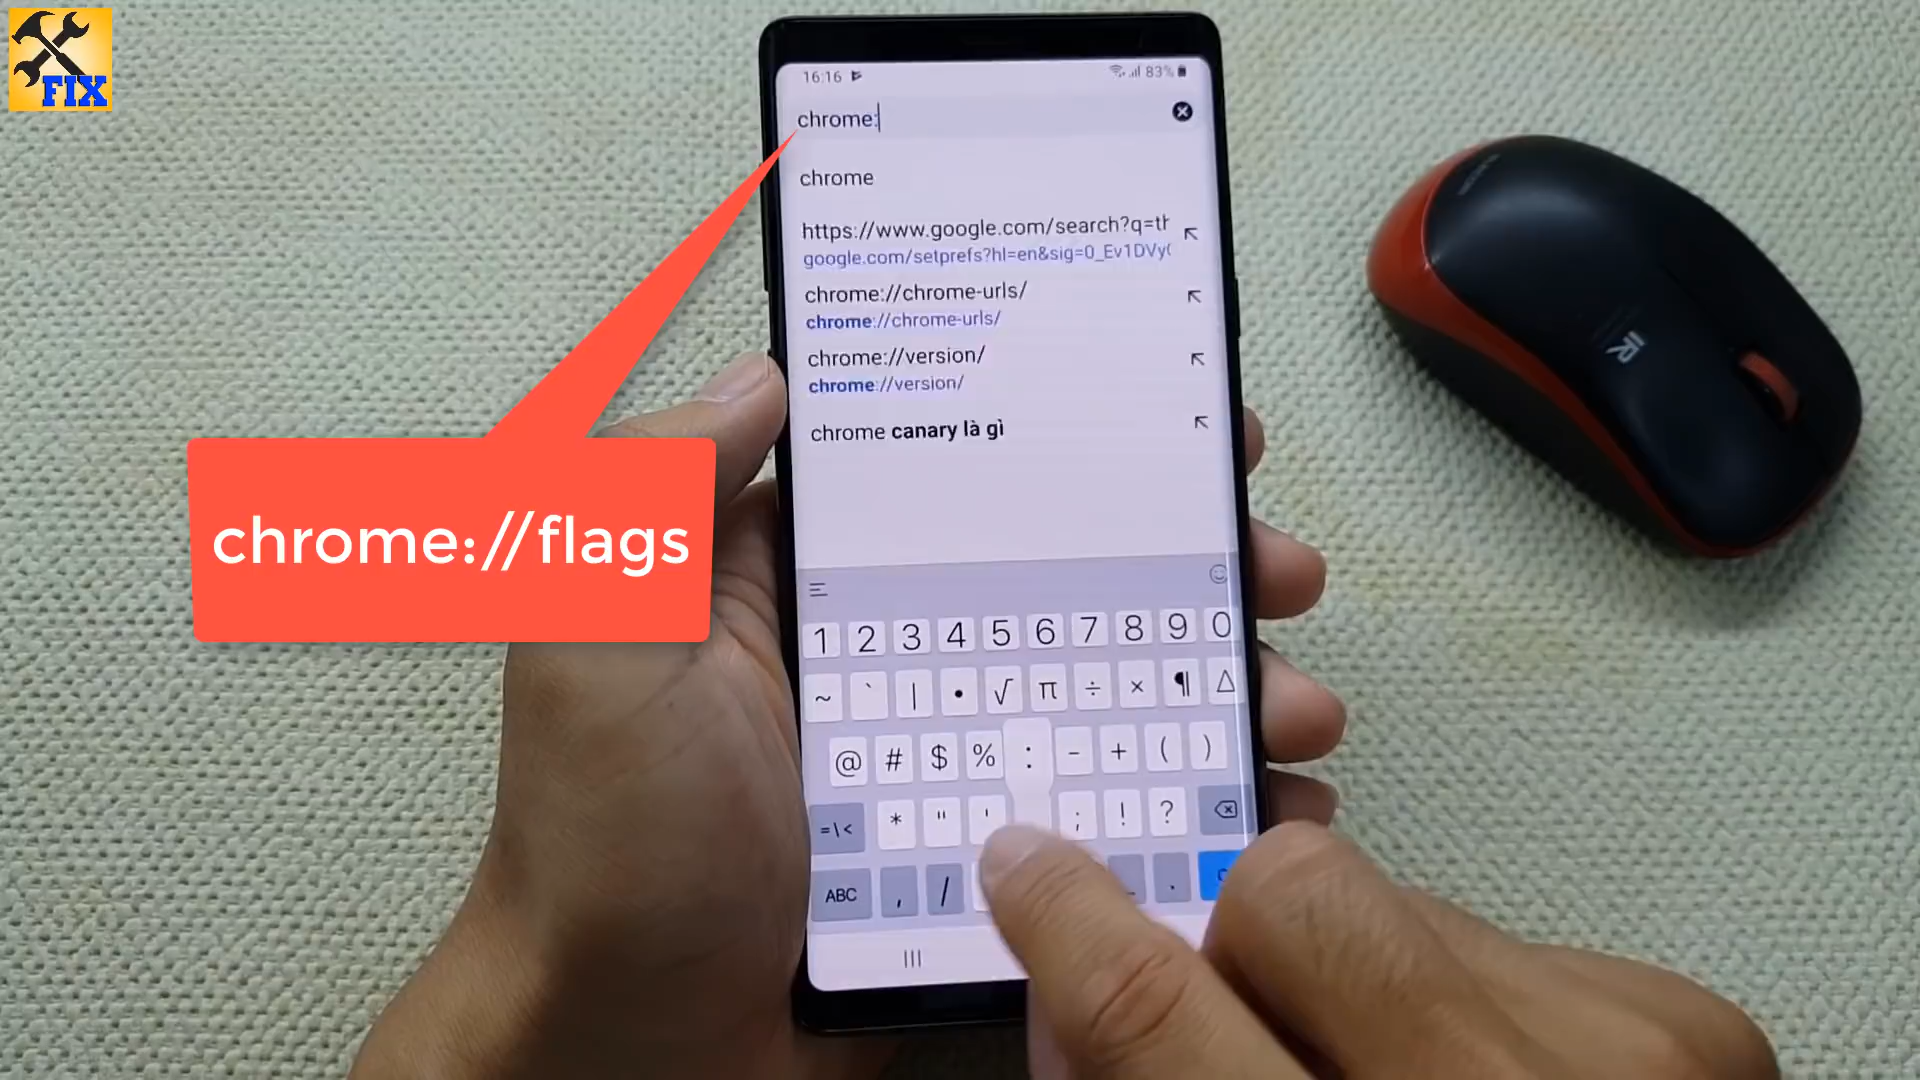 FIX
16:16
83%
chrome:
chrome
https://www.google.com/search?q=th
google.com/setprefs?hl=en&sig=0_Ev1DVy
chrome://chrome-urls/
chrome://chrome-urls/
chrome://version/
chrome://version/
chrome canary là gì
chrome://flags
1 2 3 4 5 6 7 8 9 0
~ ` | • √ π ÷ × ¶ △
@ # $ % : - + ( )
=\< * " ' ; ! ?
ABC , / _ .